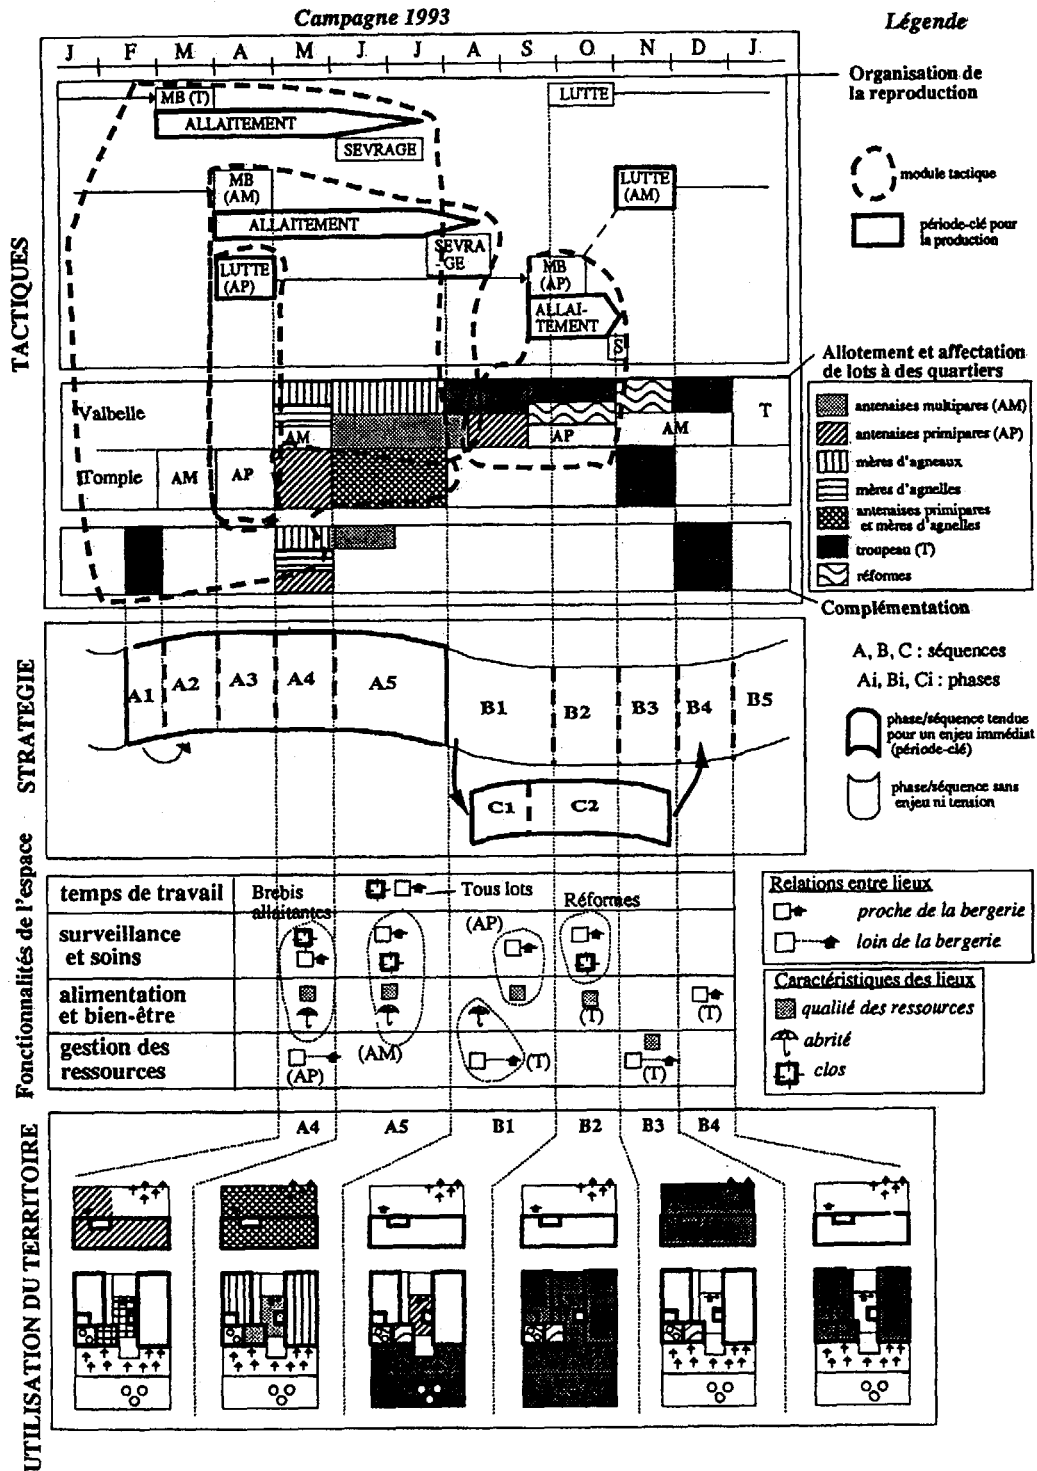 Campagne 1993
Légende
J F M A M J J A S O N D J
Organisation de
la reproduction
MB (T)
LUTTE
ALLAITEMENT
SEVRAGE
MB
(AM)
LUTTE
(AM)
module tactique
ALLAITEMENT
période-clé pour
la production
SEVRA
-GE
LUTTE
(AP)
MB
(AP)
ALLAI-
TEMENT
S
TACTIQUES
Allotement et affectation
de lots à des quartiers
Valbelle
AM
AP
AM
T
Tomple
AM
AP
antenaises multipares (AM)
antenaises primipares (AP)
mères d'agneaux
mères d'agnelles
antenaises primipares
et mères d'agnelles
troupeau (T)
réformes
Complémentation
STRATEGIE
A1 A2 A3 A4 A5 B1 B2 B3 B4 B5
C1 C2
A, B, C : séquences
Ai, Bi, Ci : phases
phase/séquence tendue
pour un enjeu immédiat
(période-clé)
phase/séquence sans
enjeu ni tension
Fonctionnalités de l'espace
temps de travail
Brebis
allaitantes
Tous lots
Réformes
surveillance
et soins
(AP)
alimentation
et bien-être
(T)
(T)
gestion des
ressources
(AP)
(AM)
(T)
(T)
Relations entre lieux
proche de la bergerie
loin de la bergerie
Caractéristiques des lieux
qualité des ressources
abrité
clos
UTILISATION DU TERRITOIRE
A4 A5 B1 B2 B3 B4